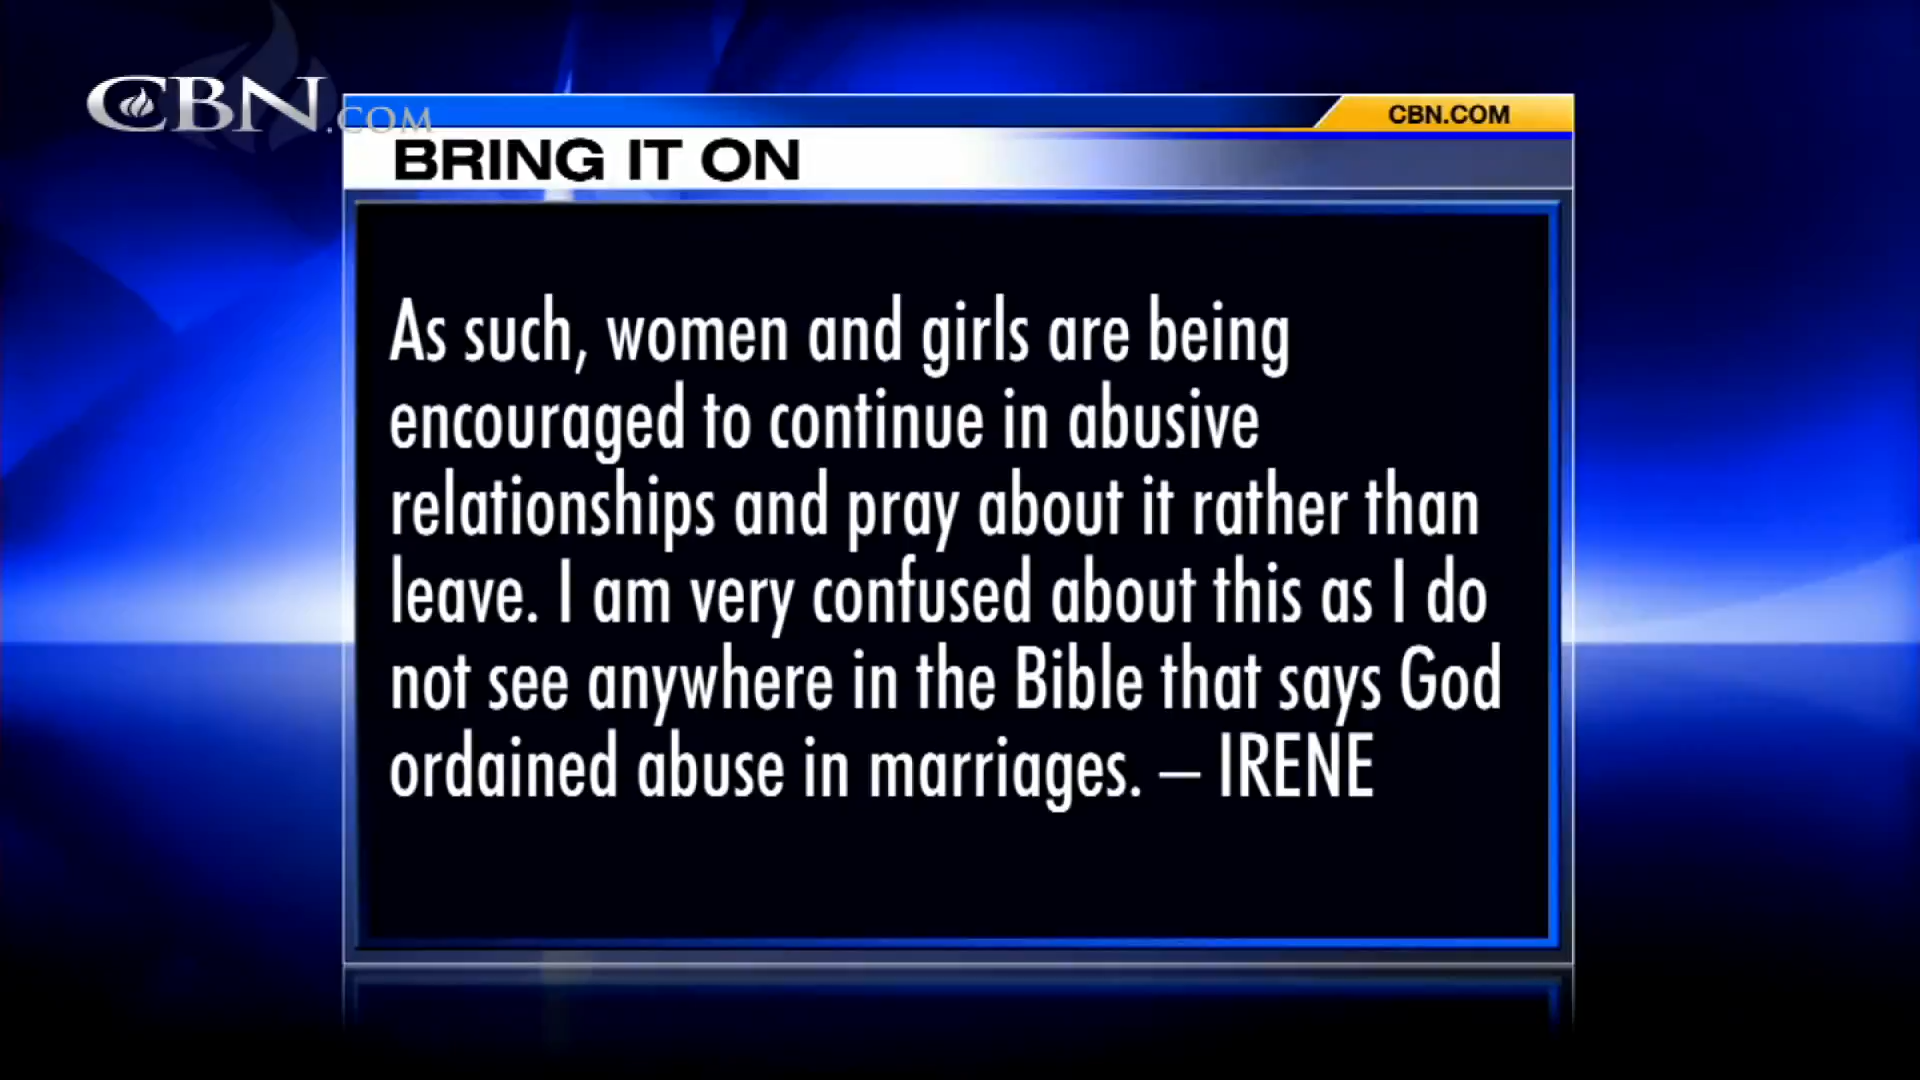 CBN.COM
CBN.COM
BRING IT ON
As such, women and girls are being
encouraged to continue in abusive
relationships and pray about it rather than
leave. I am very confused about this as I do
not see anywhere in the Bible that says God
ordained abuse in marriages. – IRENE